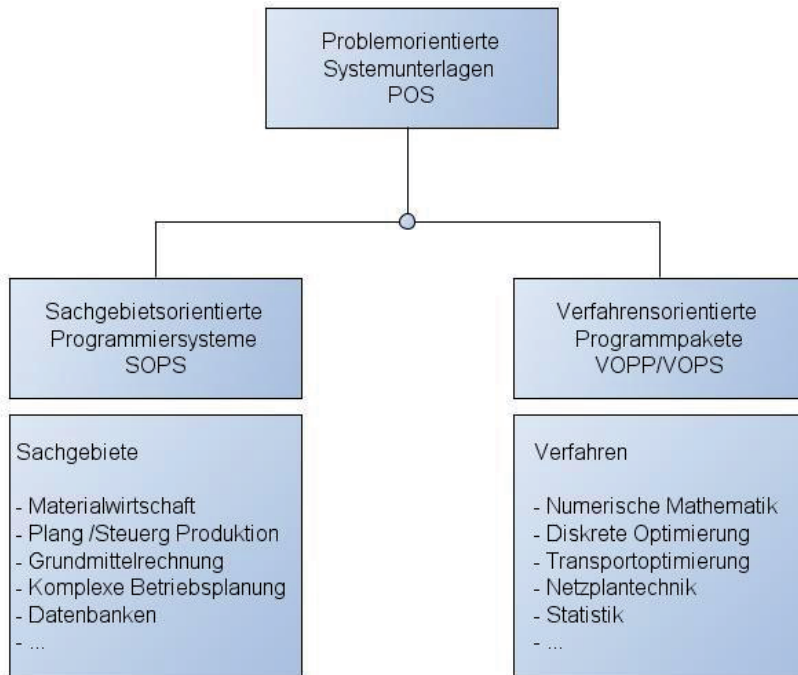 Problemorientierte
Systemunterlagen
POS
Sachgebietsorientierte
Programmiersysteme
SOPS
Sachgebiete
- Materialwirtschaft
- Plang /Steuerg Produktion
- Grundmittelrechnung
- Komplexe Betriebsplanung
- Datenbanken
- ...
Verfahrensorientierte
Programmpakete
VOPP/VOPS
Verfahren
- Numerische Mathematik
- Diskrete Optimierung
- Transportoptimierung
- Netzplantechnik
- Statistik
- ...